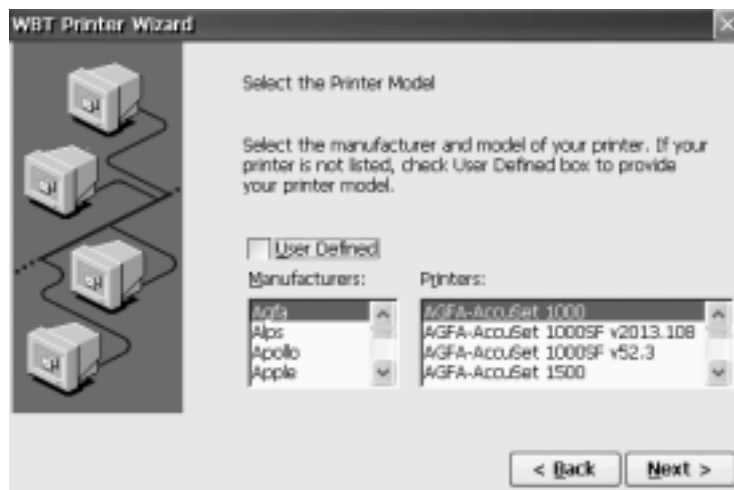 WBT Printer Wizard
Select the Printer Model
Select the manufacturer and model of your printer. If your
printer is not listed, check User Defined box to provide
your printer model.
User Defined
Manufacturers: Printers:
Agfa AGFA-AccuSet 1000
Alps AGFA-AccuSet 1000SF v2013.108
Apollo AGFA-AccuSet 1000SF v52.3
Apple AGFA-AccuSet 1500
< Back Next >